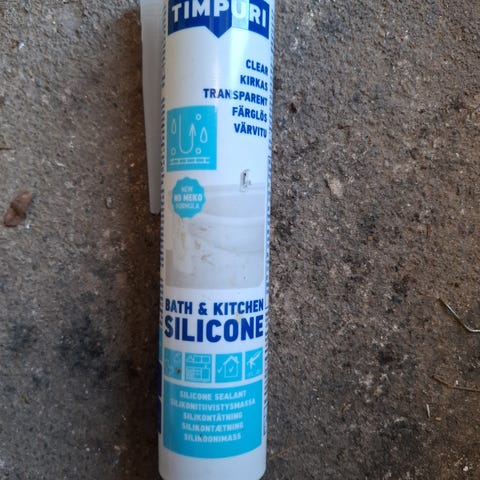 TIMPURI
CLEAR
KIRKAS
TRANSPARENT
FÄRGLÖS
VÄRVITU
NEW
NO MEKO
FORMULA
BATH & KITCHEN
SILICONE
SILICONE SEALANT
SILIKONITIIVISTYSMASSA
SILIKONTÄTNING
SILIKONTÆTNING
SILIKOONIMASS